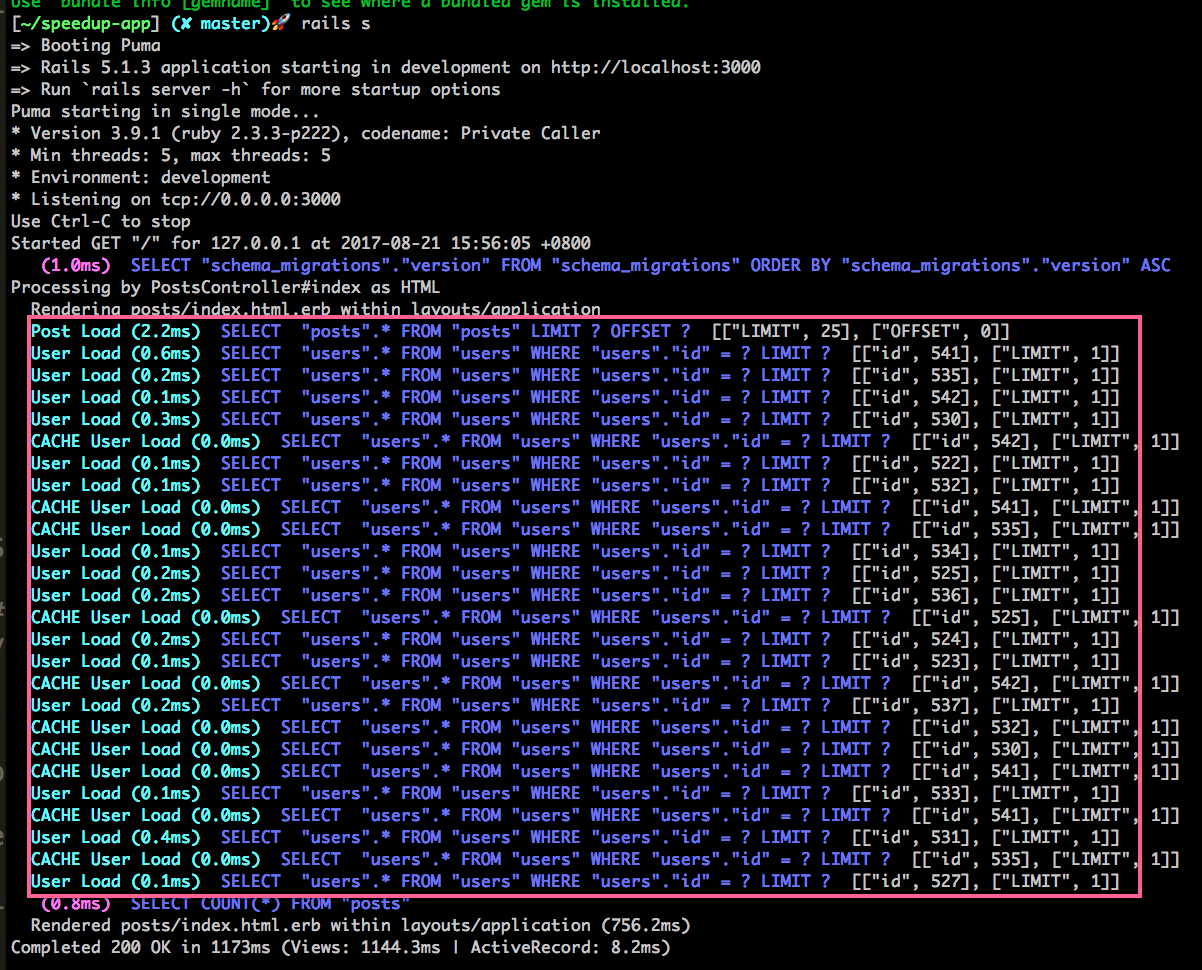 Use `bundle info [gemname]` to see where a bundled gem is installed.
[~/speedup-app] (✘ master)🚀 rails s
=> Booting Puma
=> Rails 5.1.3 application starting in development on http://localhost:3000
=> Run `rails server -h` for more startup options
Puma starting in single mode...
* Version 3.9.1 (ruby 2.3.3-p222), codename: Private Caller
* Min threads: 5, max threads: 5
* Environment: development
* Listening on tcp://0.0.0.0:3000
Use Ctrl-C to stop
Started GET "/" for 127.0.0.1 at 2017-08-21 15:56:05 +0800
(1.0ms) SELECT "schema_migrations"."version" FROM "schema_migrations" ORDER BY "schema_migrations"."version" ASC
Processing by PostsController#index as HTML
Rendering posts/index.html.erb within layouts/application
Post Load (2.2ms) SELECT "posts".* FROM "posts" LIMIT ? OFFSET ? [["LIMIT", 25], ["OFFSET", 0]]
User Load (0.6ms) SELECT "users".* FROM "users" WHERE "users"."id" = ? LIMIT ? [["id", 541], ["LIMIT", 1]]
User Load (0.2ms) SELECT "users".* FROM "users" WHERE "users"."id" = ? LIMIT ? [["id", 535], ["LIMIT", 1]]
User Load (0.1ms) SELECT "users".* FROM "users" WHERE "users"."id" = ? LIMIT ? [["id", 542], ["LIMIT", 1]]
User Load (0.3ms) SELECT "users".* FROM "users" WHERE "users"."id" = ? LIMIT ? [["id", 530], ["LIMIT", 1]]
CACHE User Load (0.0ms) SELECT "users".* FROM "users" WHERE "users"."id" = ? LIMIT ? [["id", 542], ["LIMIT", 1]]
User Load (0.1ms) SELECT "users".* FROM "users" WHERE "users"."id" = ? LIMIT ? [["id", 522], ["LIMIT", 1]]
User Load (0.1ms) SELECT "users".* FROM "users" WHERE "users"."id" = ? LIMIT ? [["id", 532], ["LIMIT", 1]]
CACHE User Load (0.0ms) SELECT "users".* FROM "users" WHERE "users"."id" = ? LIMIT ? [["id", 541], ["LIMIT", 1]]
CACHE User Load (0.0ms) SELECT "users".* FROM "users" WHERE "users"."id" = ? LIMIT ? [["id", 535], ["LIMIT", 1]]
User Load (0.1ms) SELECT "users".* FROM "users" WHERE "users"."id" = ? LIMIT ? [["id", 534], ["LIMIT", 1]]
User Load (0.2ms) SELECT "users".* FROM "users" WHERE "users"."id" = ? LIMIT ? [["id", 525], ["LIMIT", 1]]
User Load (0.2ms) SELECT "users".* FROM "users" WHERE "users"."id" = ? LIMIT ? [["id", 536], ["LIMIT", 1]]
CACHE User Load (0.0ms) SELECT "users".* FROM "users" WHERE "users"."id" = ? LIMIT ? [["id", 525], ["LIMIT", 1]]
User Load (0.2ms) SELECT "users".* FROM "users" WHERE "users"."id" = ? LIMIT ? [["id", 524], ["LIMIT", 1]]
User Load (0.1ms) SELECT "users".* FROM "users" WHERE "users"."id" = ? LIMIT ? [["id", 523], ["LIMIT", 1]]
CACHE User Load (0.0ms) SELECT "users".* FROM "users" WHERE "users"."id" = ? LIMIT ? [["id", 542], ["LIMIT", 1]]
User Load (0.2ms) SELECT "users".* FROM "users" WHERE "users"."id" = ? LIMIT ? [["id", 537], ["LIMIT", 1]]
CACHE User Load (0.0ms) SELECT "users".* FROM "users" WHERE "users"."id" = ? LIMIT ? [["id", 532], ["LIMIT", 1]]
CACHE User Load (0.0ms) SELECT "users".* FROM "users" WHERE "users"."id" = ? LIMIT ? [["id", 530], ["LIMIT", 1]]
CACHE User Load (0.0ms) SELECT "users".* FROM "users" WHERE "users"."id" = ? LIMIT ? [["id", 541], ["LIMIT", 1]]
User Load (0.1ms) SELECT "users".* FROM "users" WHERE "users"."id" = ? LIMIT ? [["id", 533], ["LIMIT", 1]]
CACHE User Load (0.0ms) SELECT "users".* FROM "users" WHERE "users"."id" = ? LIMIT ? [["id", 541], ["LIMIT", 1]]
User Load (0.4ms) SELECT "users".* FROM "users" WHERE "users"."id" = ? LIMIT ? [["id", 531], ["LIMIT", 1]]
CACHE User Load (0.0ms) SELECT "users".* FROM "users" WHERE "users"."id" = ? LIMIT ? [["id", 535], ["LIMIT", 1]]
User Load (0.1ms) SELECT "users".* FROM "users" WHERE "users"."id" = ? LIMIT ? [["id", 527], ["LIMIT", 1]]
(0.8ms) SELECT COUNT(*) FROM "posts"
Rendered posts/index.html.erb within layouts/application (756.2ms)
Completed 200 OK in 1173ms (Views: 1144.3ms | ActiveRecord: 8.2ms)